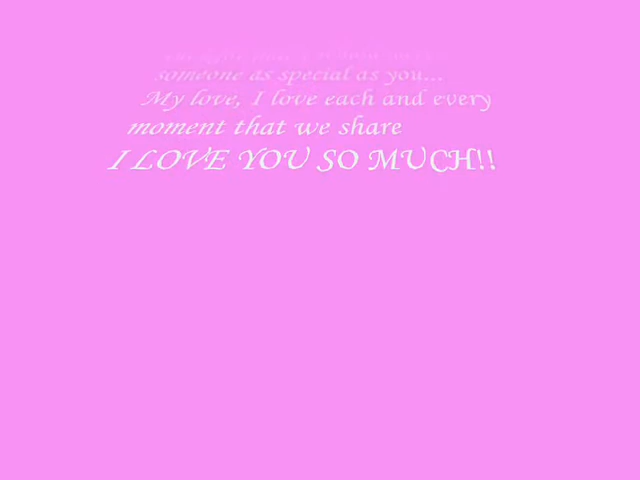 someone as special as you...
My love, I love each and every
moment that we share
I LOVE YOU SO MUCH!!